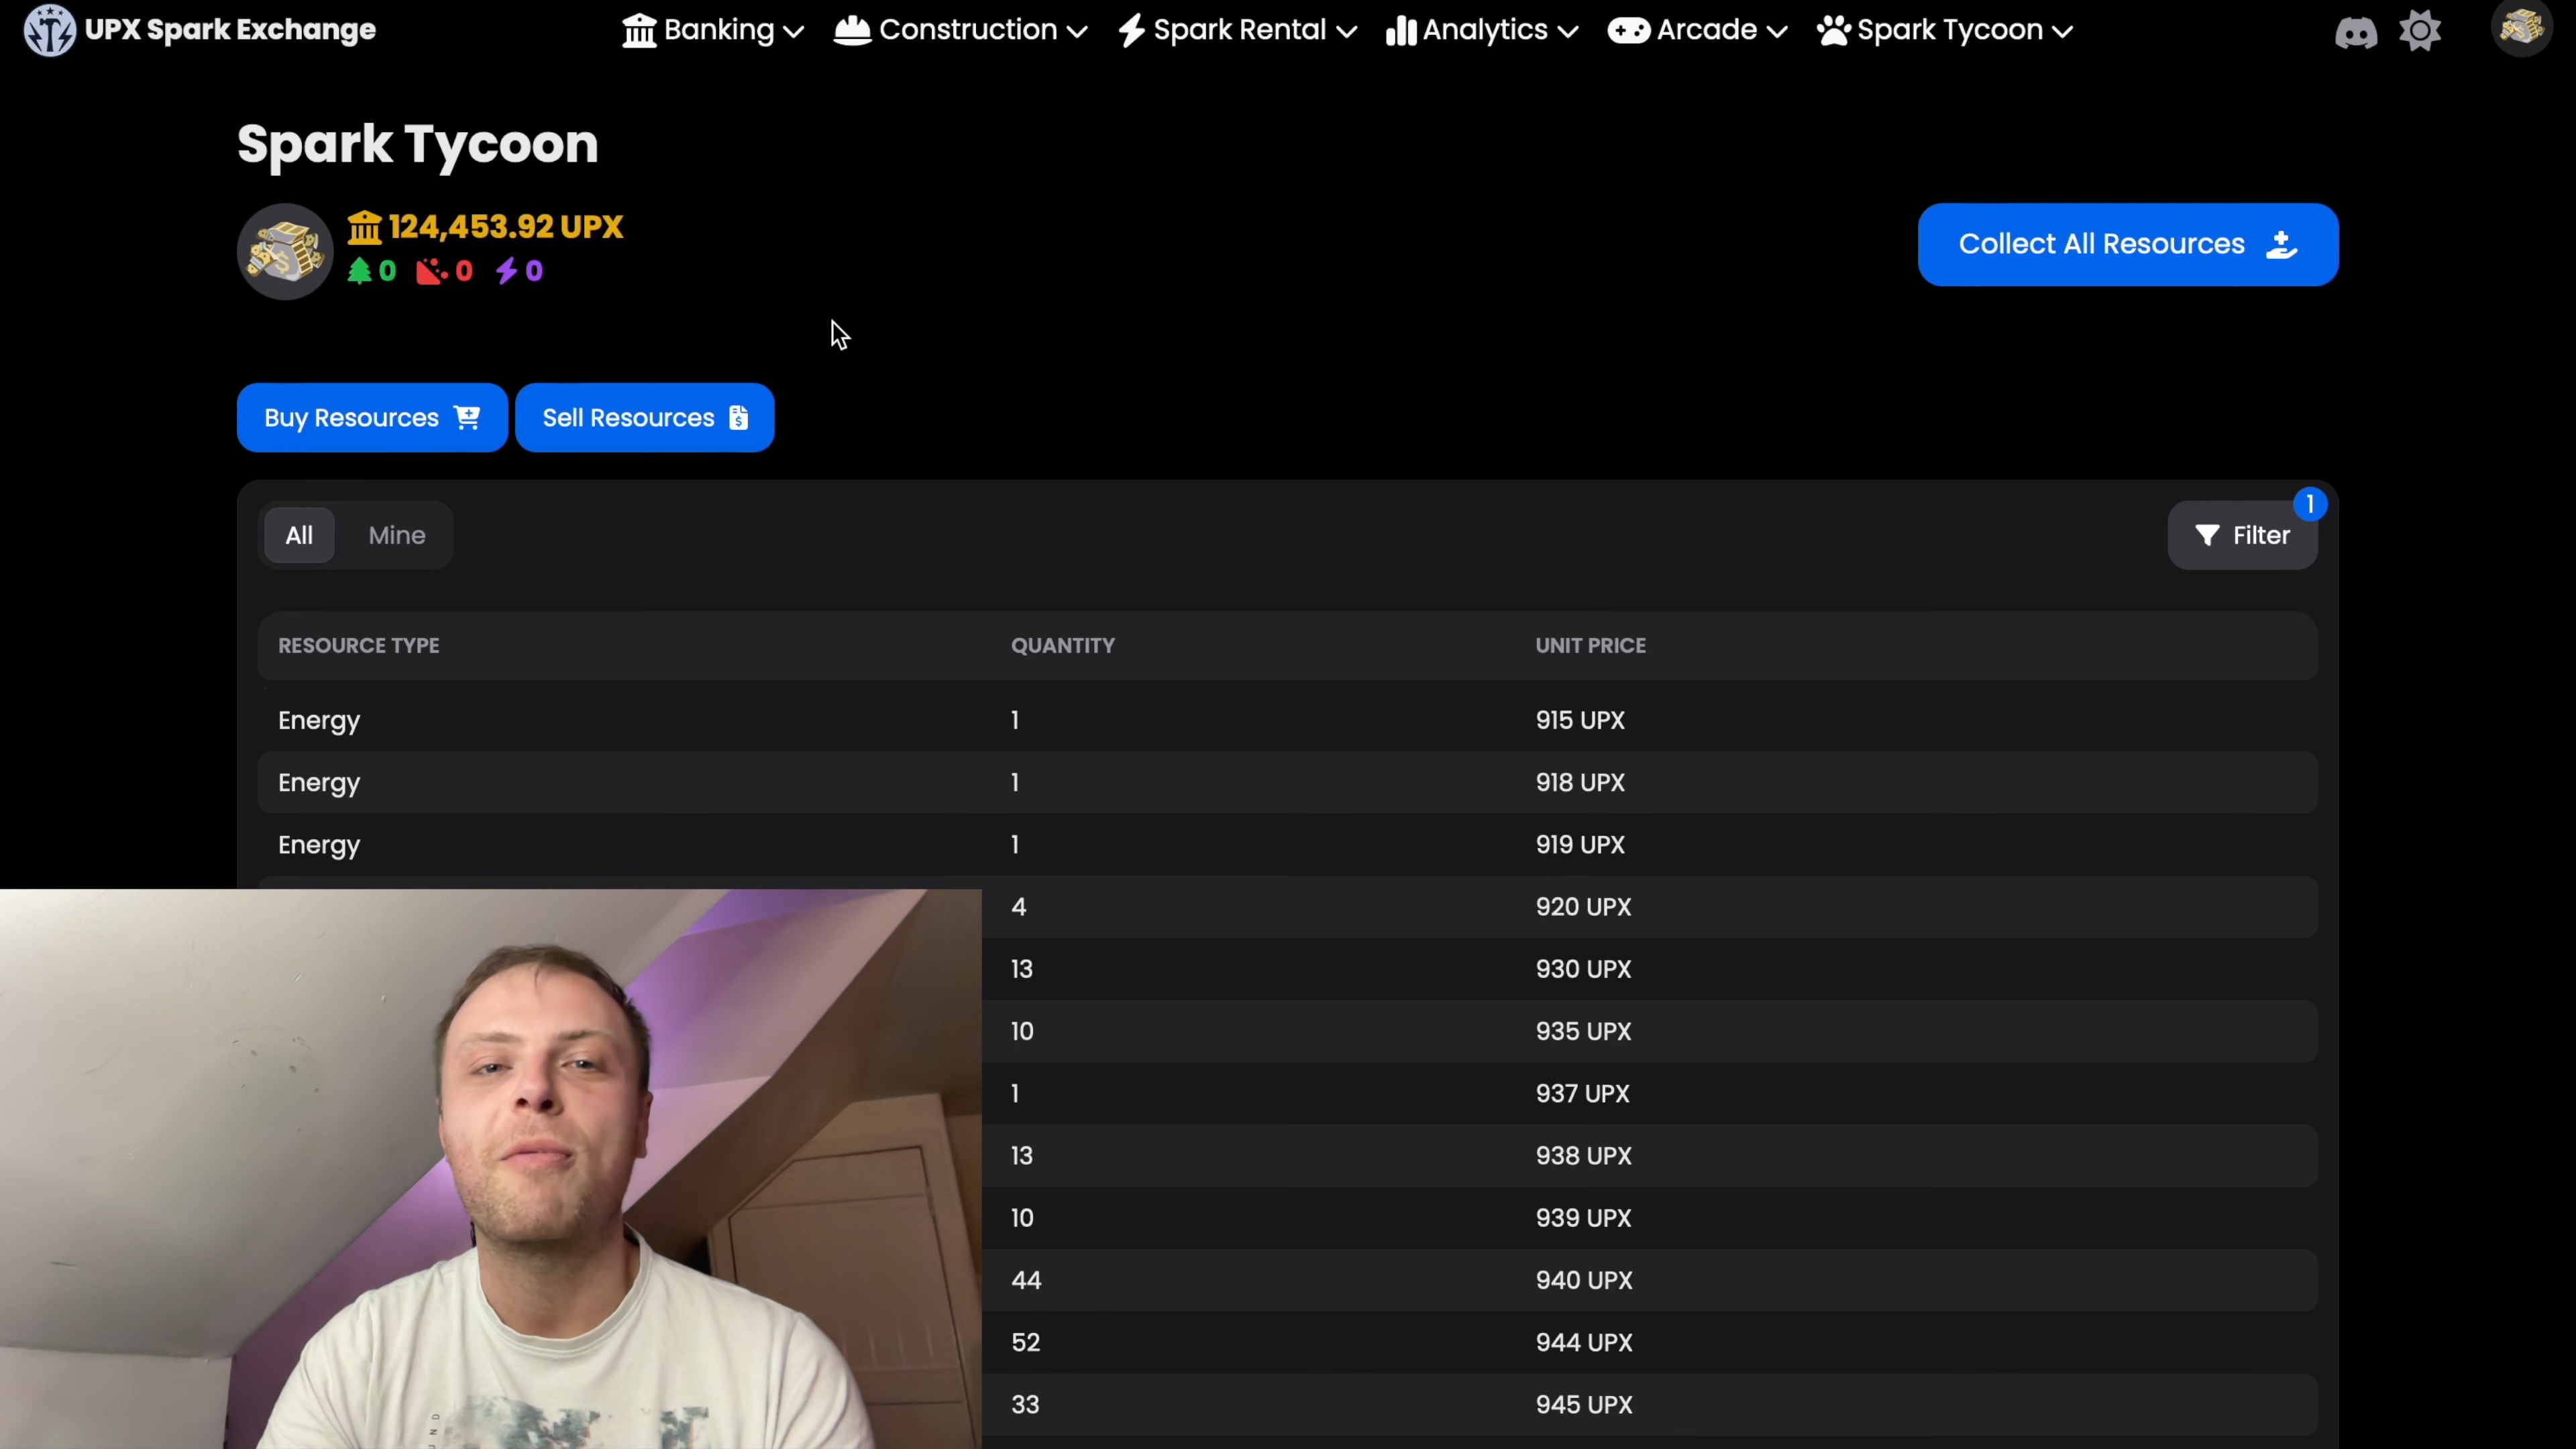 UPX Spark Exchange
Banking
Construction
Spark Rental
Analytics
Arcade
Spark Tycoon
Spark Tycoon
124,453.92 UPX
0 0 0
Collect All Resources
Buy Resources
Sell Resources
All
Mine
1
Filter
RESOURCE TYPE QUANTITY UNIT PRICE
Energy 1 915 UPX
Energy 1 918 UPX
Energy 1 919 UPX
4 920 UPX
13 930 UPX
10 935 UPX
1 937 UPX
13 938 UPX
10 939 UPX
44 940 UPX
52 944 UPX
33 945 UPX